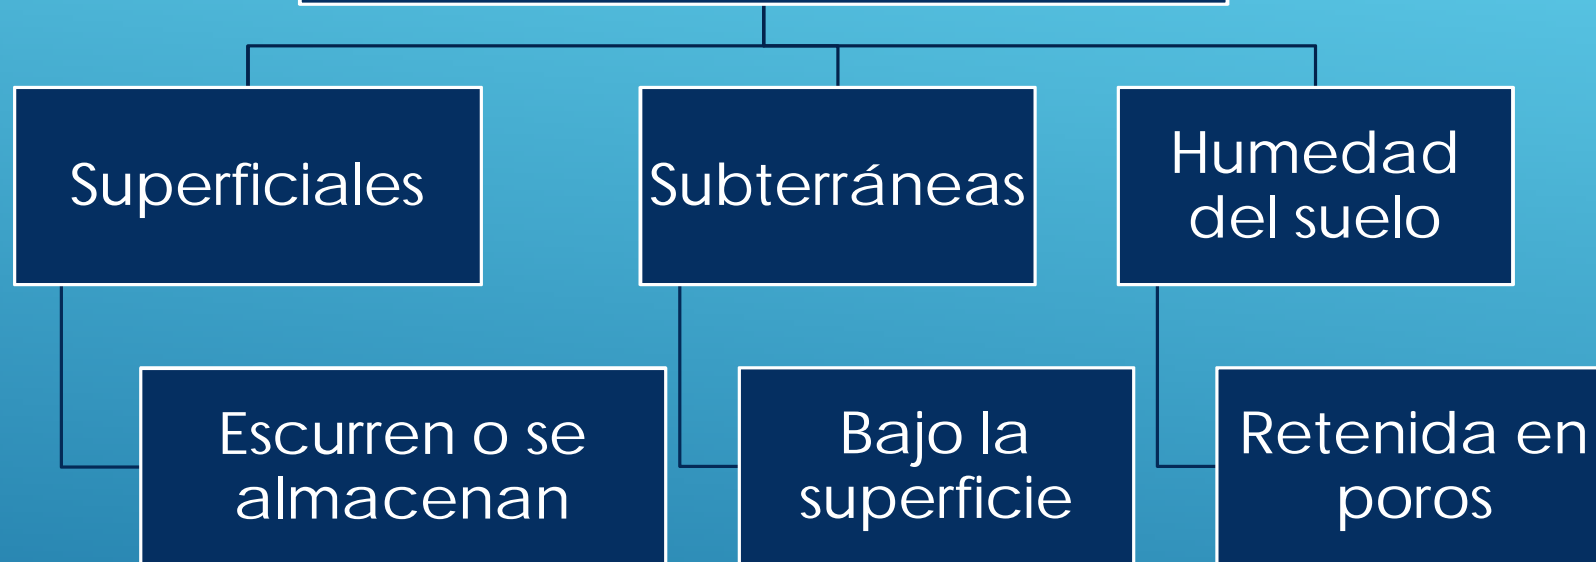 Superficiales
Subterráneas
Humedad
del suelo
Escurren o se
almacenan
Bajo la
superficie
Retenida en
poros